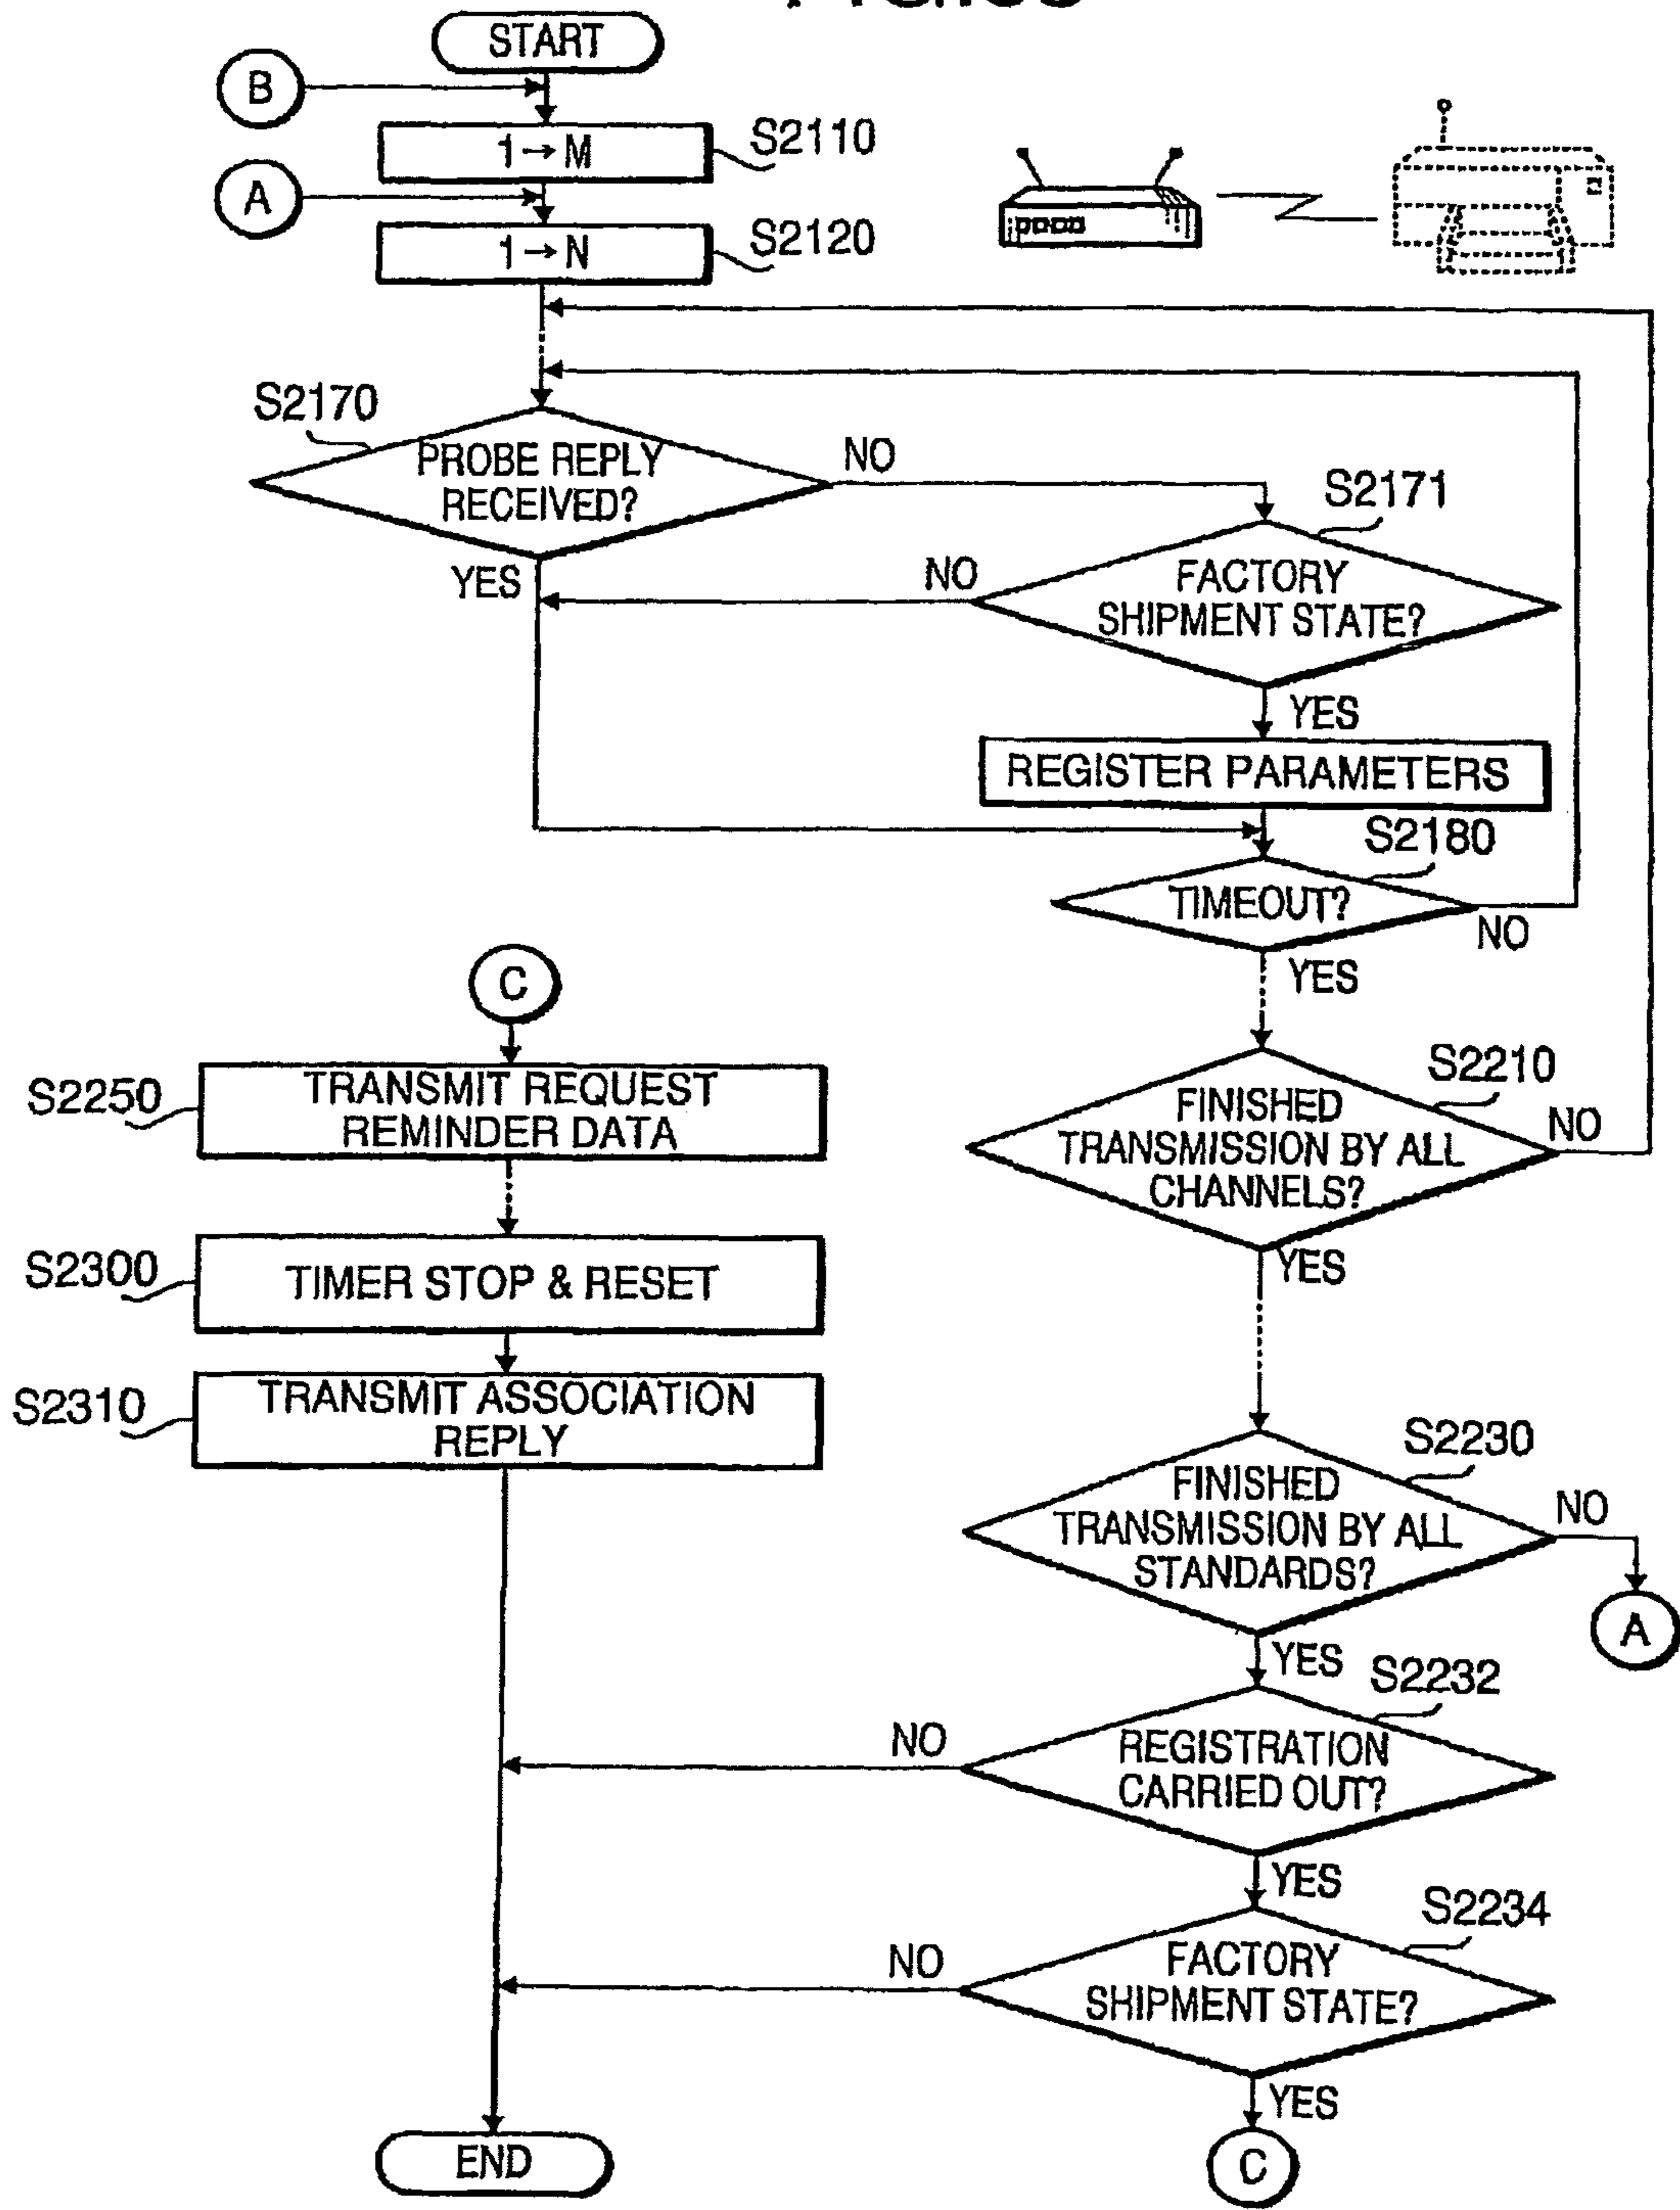 START
B
1→M
S2110
A
1→N
S2120
S2170
PROBE REPLY
RECEIVED?
NO
YES
S2171
FACTORY
SHIPMENT STATE?
NO
YES
REGISTER PARAMETERS
S2180
TIMEOUT?
NO
YES
S2210
FINISHED
TRANSMISSION BY ALL
CHANNELS?
NO
YES
S2230
FINISHED
TRANSMISSION BY ALL
STANDARDS?
NO
A
YES
S2232
REGISTRATION
CARRIED OUT?
NO
YES
S2234
FACTORY
SHIPMENT STATE?
NO
YES
C
C
S2250
TRANSMIT REQUEST
REMINDER DATA
S2300
TIMER STOP & RESET
S2310
TRANSMIT ASSOCIATION
REPLY
END